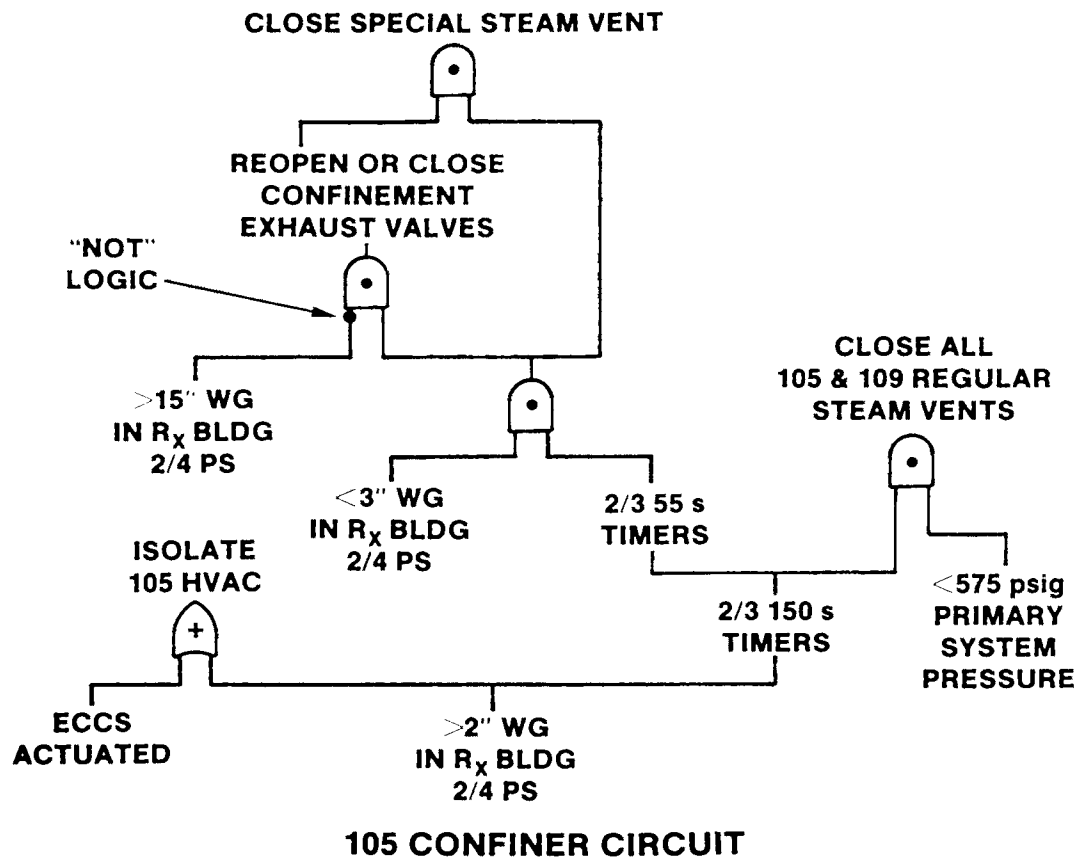 CLOSE SPECIAL STEAM VENT
REOPEN OR CLOSE
CONFINEMENT
EXHAUST VALVES
"NOT"
LOGIC
>15" WG
IN RX BLDG
2/4 PS
<3" WG
IN RX BLDG
2/4 PS
2/3 55 s
TIMERS
CLOSE ALL
105 & 109 REGULAR
STEAM VENTS
<575 psig
PRIMARY
SYSTEM
PRESSURE
2/3 150 s
TIMERS
ISOLATE
105 HVAC
+
ECCS
ACTUATED
>2" WG
IN RX BLDG
2/4 PS
105 CONFINER CIRCUIT